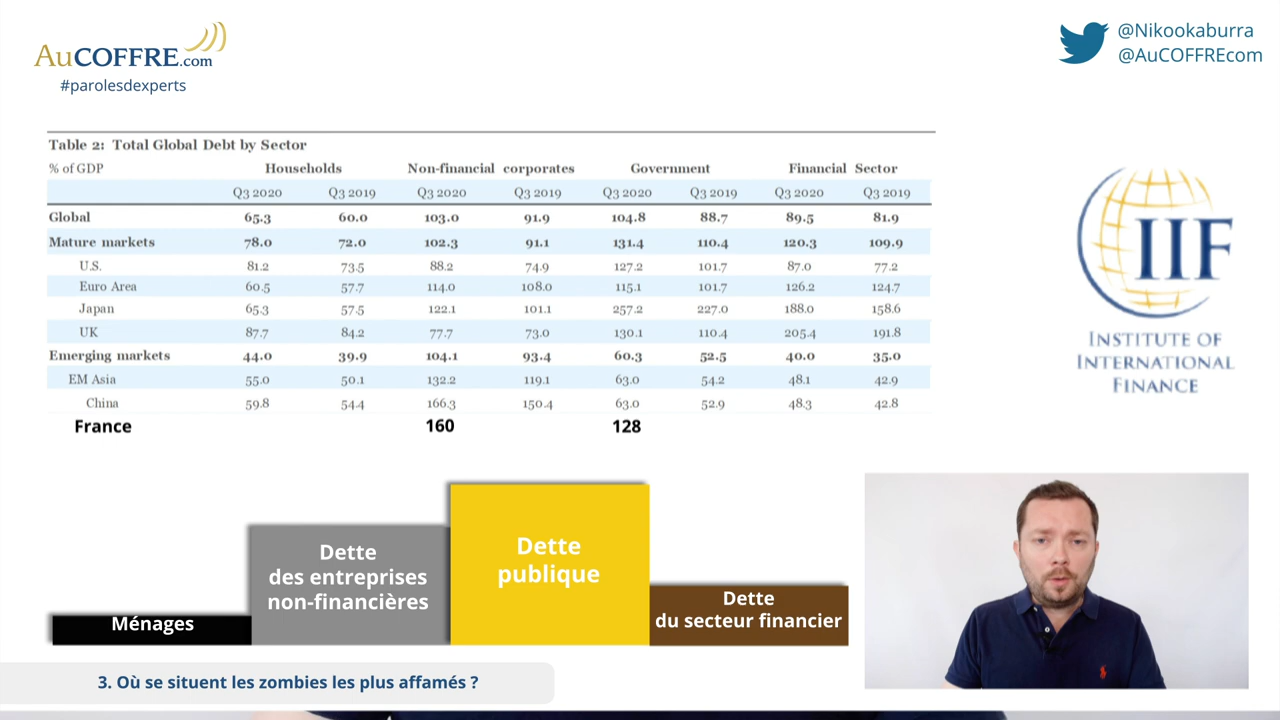 AuCOFFRE.com
#parolesdexperts
@Nikookaburra
@AuCOFFREcom
Table 2: Total Global Debt by Sector
% of GDP Households Non-financial corporates Government Financial Sector
Q3 2020 Q3 2019 Q3 2020 Q3 2019 Q3 2020 Q3 2019 Q3 2020 Q3 2019
Global 65.3 60.0 103.0 91.9 104.8 88.7 89.5 81.9
Mature markets 78.0 72.0 102.3 91.1 131.4 110.4 120.3 109.9
U.S. 81.2 73.5 88.2 74.9 127.2 101.7 87.0 77.2
Euro Area 60.5 57.7 114.0 108.0 115.1 101.7 126.2 124.7
Japan 65.3 57.5 122.1 101.1 257.2 227.0 188.0 158.6
UK 87.7 84.2 77.7 73.0 130.1 110.4 205.4 191.8
Emerging markets 44.0 39.9 104.1 93.4 60.3 52.5 40.0 35.0
EM Asia 55.0 50.1 132.2 119.1 63.0 54.2 48.1 42.9
China 59.8 54.4 166.3 150.4 63.0 52.9 48.3 42.8
France 160 128
IIF
INSTITUTE OF
INTERNATIONAL
FINANCE
Ménages
Dette
des entreprises
non-financières
Dette
publique
Dette
du secteur financier
3. Où se situent les zombies les plus affamés ?